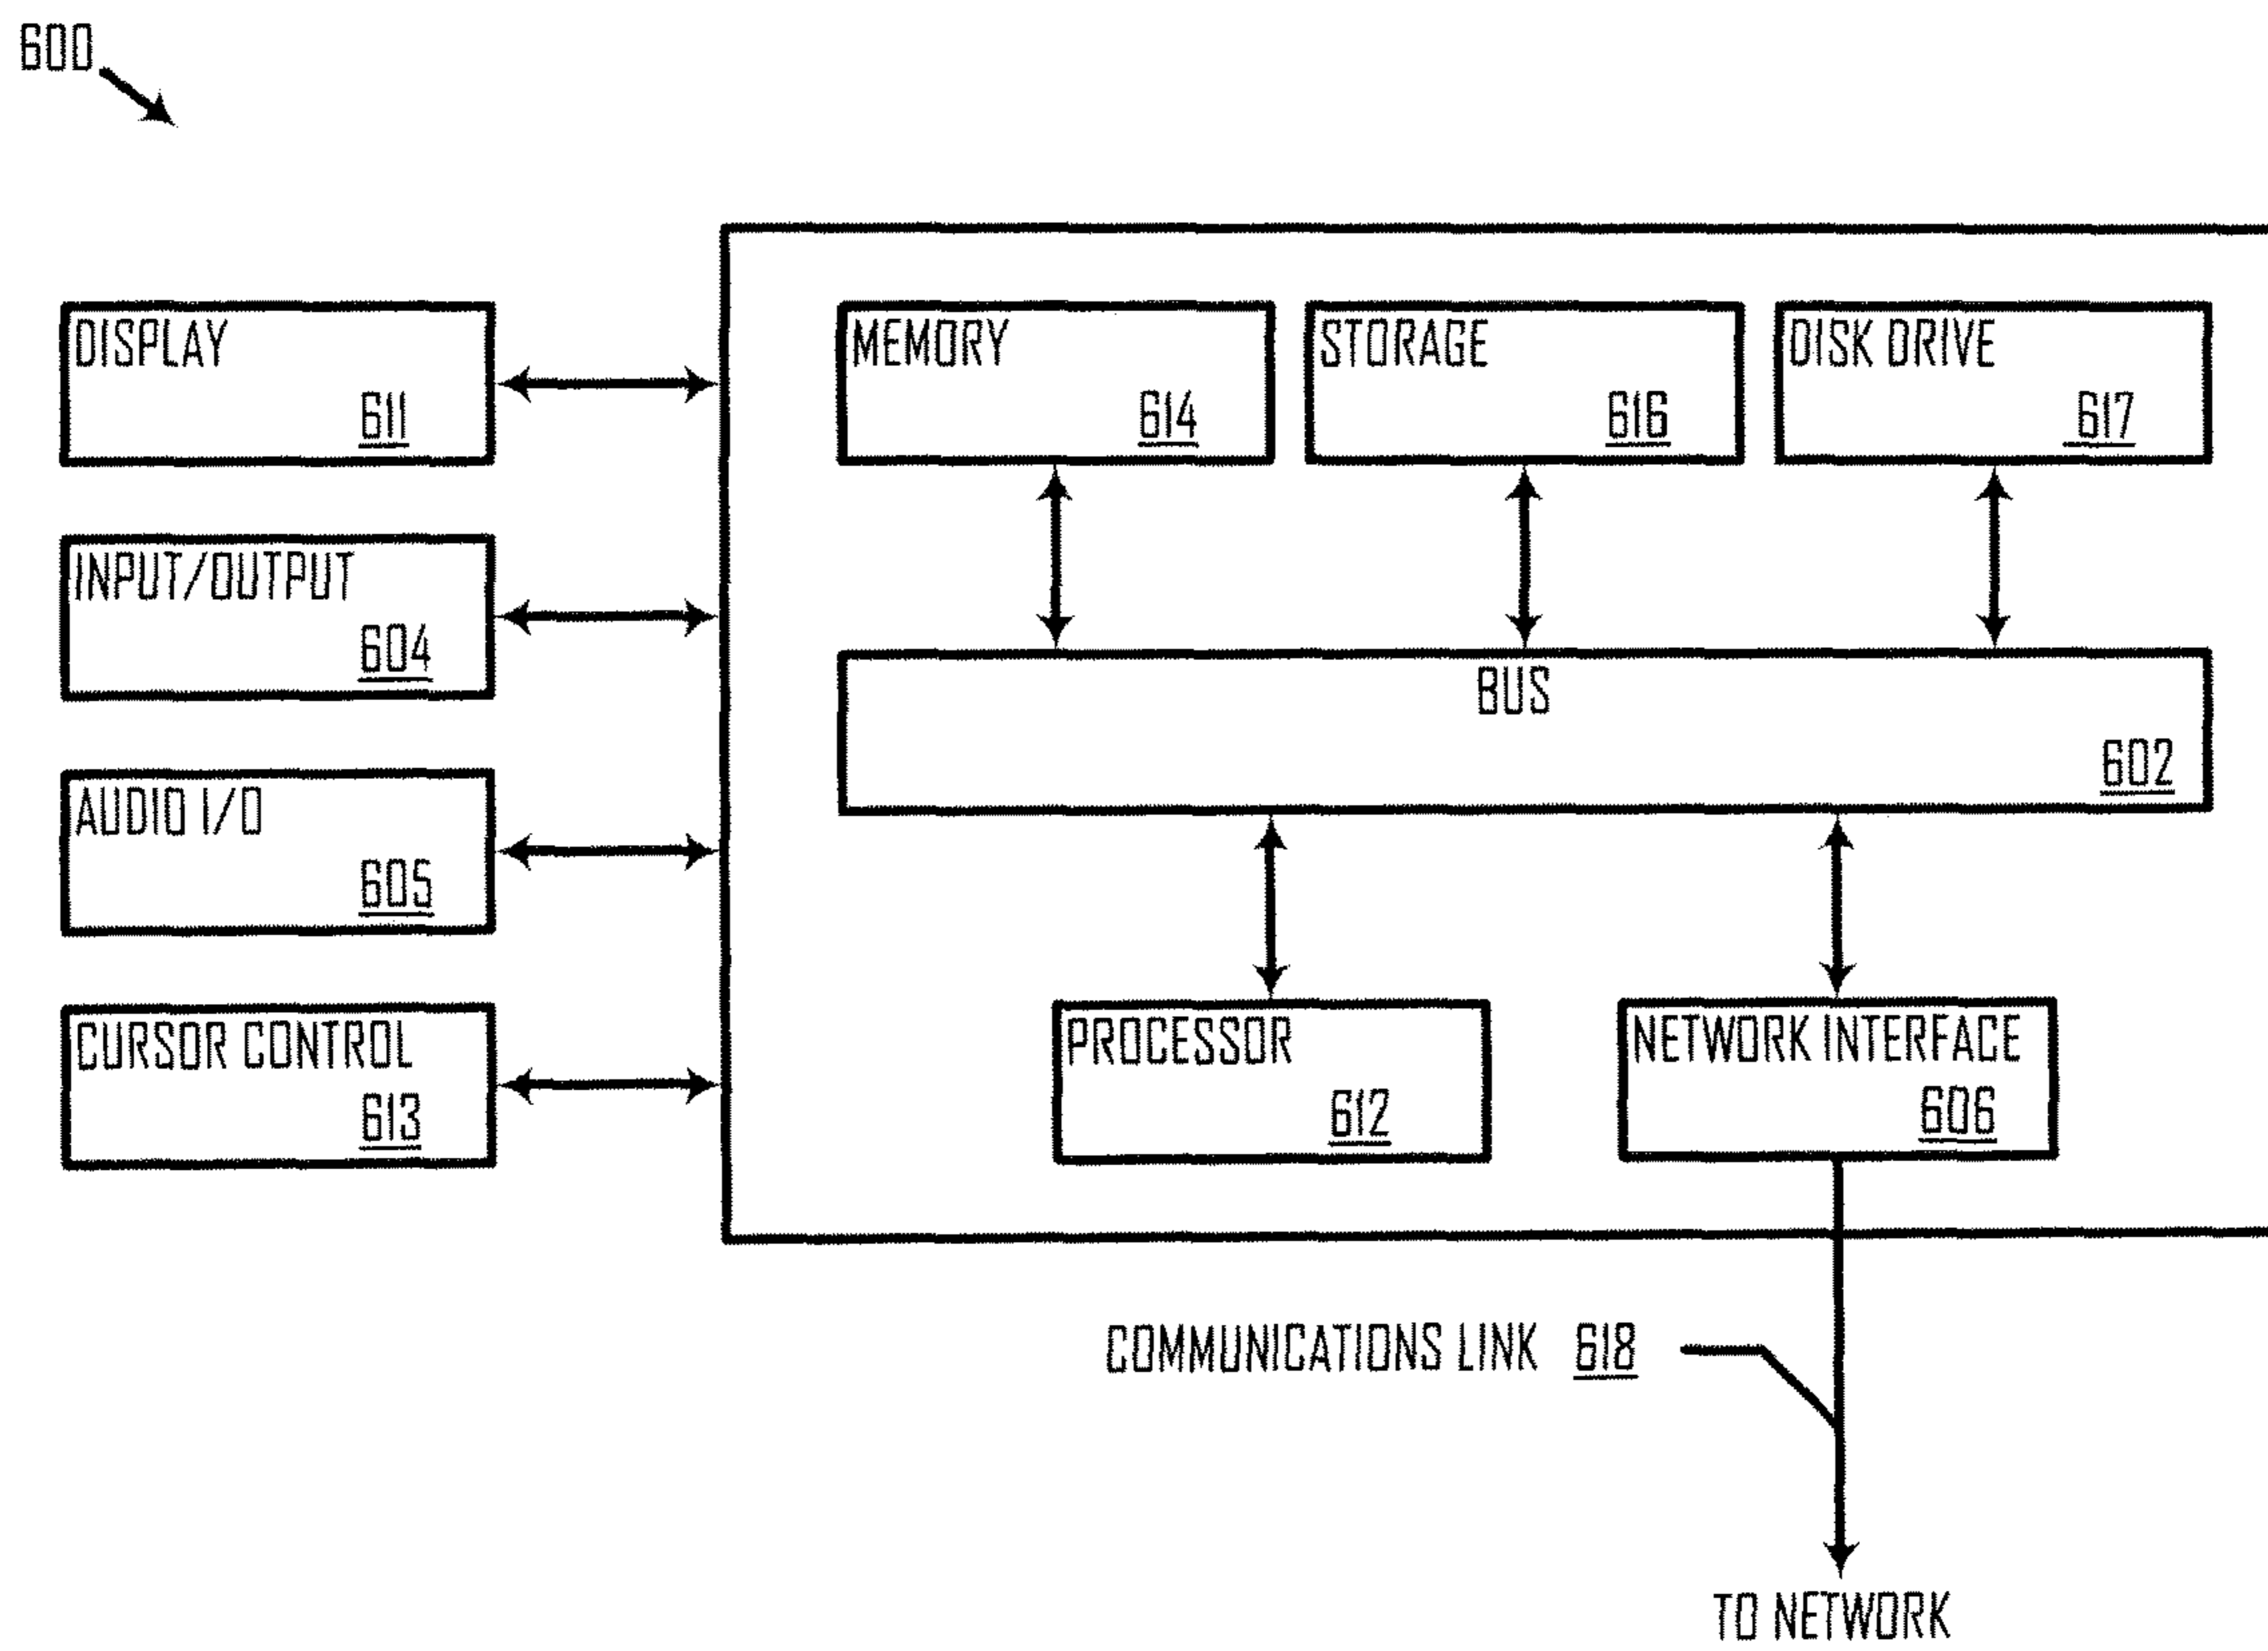 600
DISPLAY
611
MEMORY
614
STORAGE
616
DISK DRIVE
617
INPUT/OUTPUT
604
BUS
602
AUDIO I/O
605
CURSOR CONTROL
613
PROCESSOR
612
NETWORK INTERFACE
606
COMMUNICATIONS LINK 618
TO NETWORK